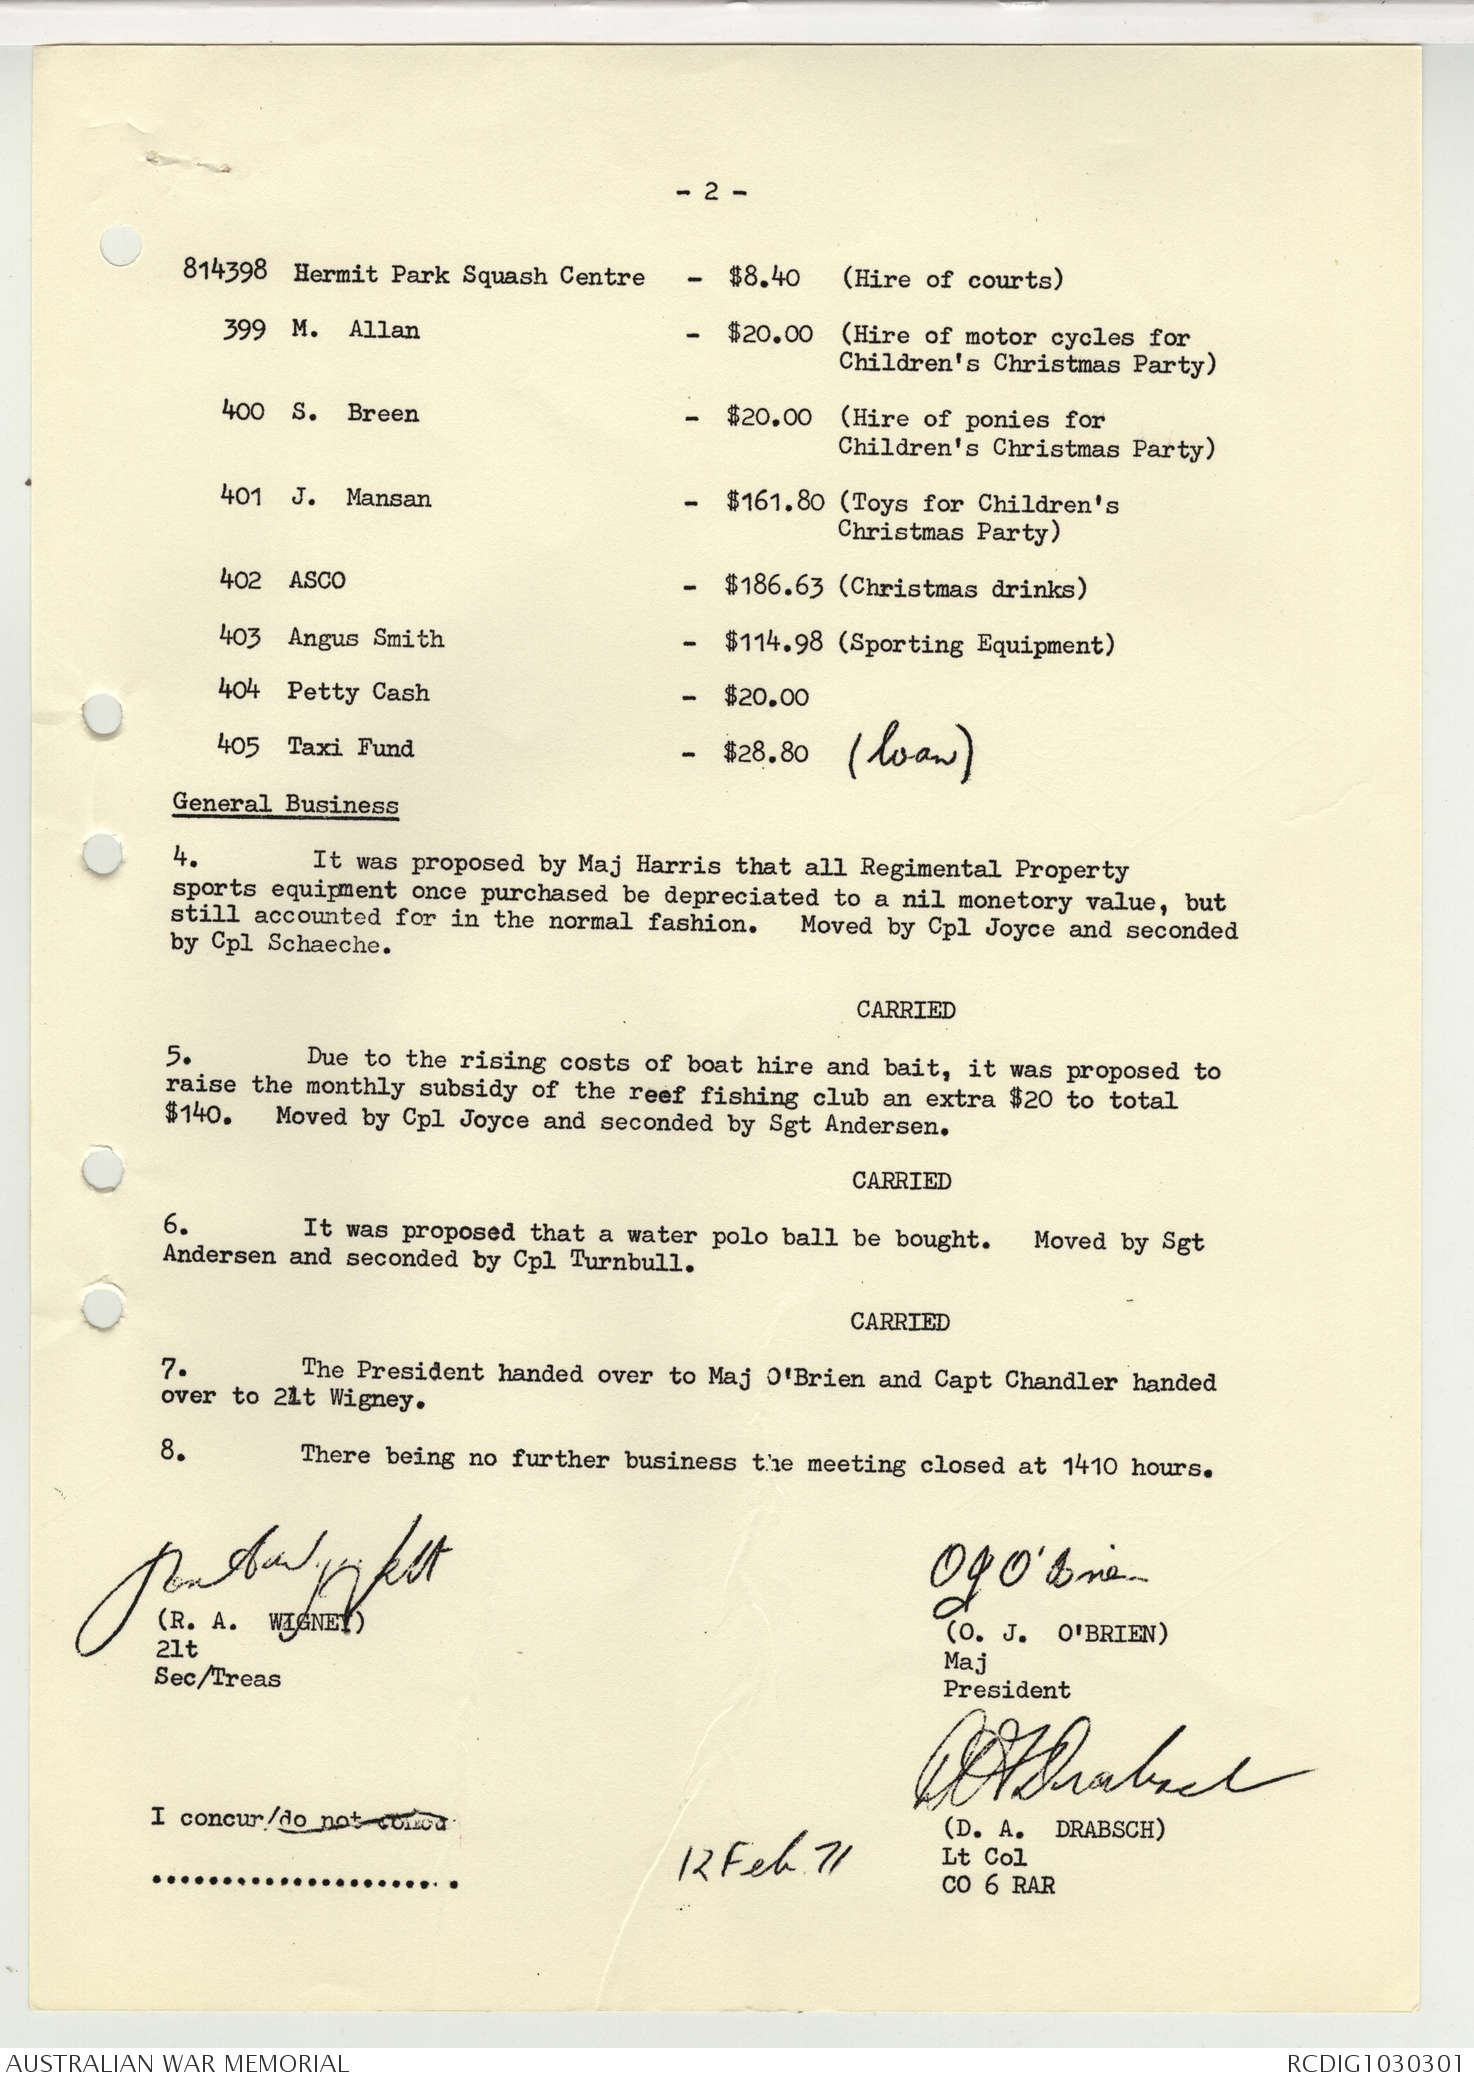 - 2 -
814398 Hermit Park Squash Centre - $8.40 (Hire of courts)
399 M. Allan - $20.00 (Hire of motor cycles for
Children's Christmas Party)
400 S. Breen - $20.00 (Hire of ponies for
Children's Christmas Party)
401 J. Mansan - $161.80 (Toys for Children's
Christmas Party)
402 ASCO - $186.63 (Christmas drinks)
403 Angus Smith - $114.98 (Sporting Equipment)
404 Petty Cash - $20.00
405 Taxi Fund - $28.80 (loan)
General Business
4. It was proposed by Maj Harris that all Regimental Property
sports equipment once purchased be depreciated to a nil monetory value, but
still accounted for in the normal fashion. Moved by Cpl Joyce and seconded
by Cpl Schaeche.
CARRIED
5. Due to the rising costs of boat hire and bait, it was proposed to
raise the monthly subsidy of the reef fishing club an extra $20 to total
$140. Moved by Cpl Joyce and seconded by Sgt Andersen.
CARRIED
6. It was proposed that a water polo ball be bought. Moved by Sgt
Andersen and seconded by Cpl Turnbull.
CARRIED
7. The President handed over to Maj O'Brien and Capt Chandler handed
over to 2lt Wigney.
8. There being no further business the meeting closed at 1410 hours.
OJ O'Brien
(R. A. WIGNEY)
2lt
Sec/Treas
(O. J. O'BRIEN)
Maj
President
DA Drabsch
I concur/do not concur
....................
12 Feb 71
(D. A. DRABSCH)
Lt Col
CO 6 RAR
AUSTRALIAN WAR MEMORIAL
RCDIG1030301